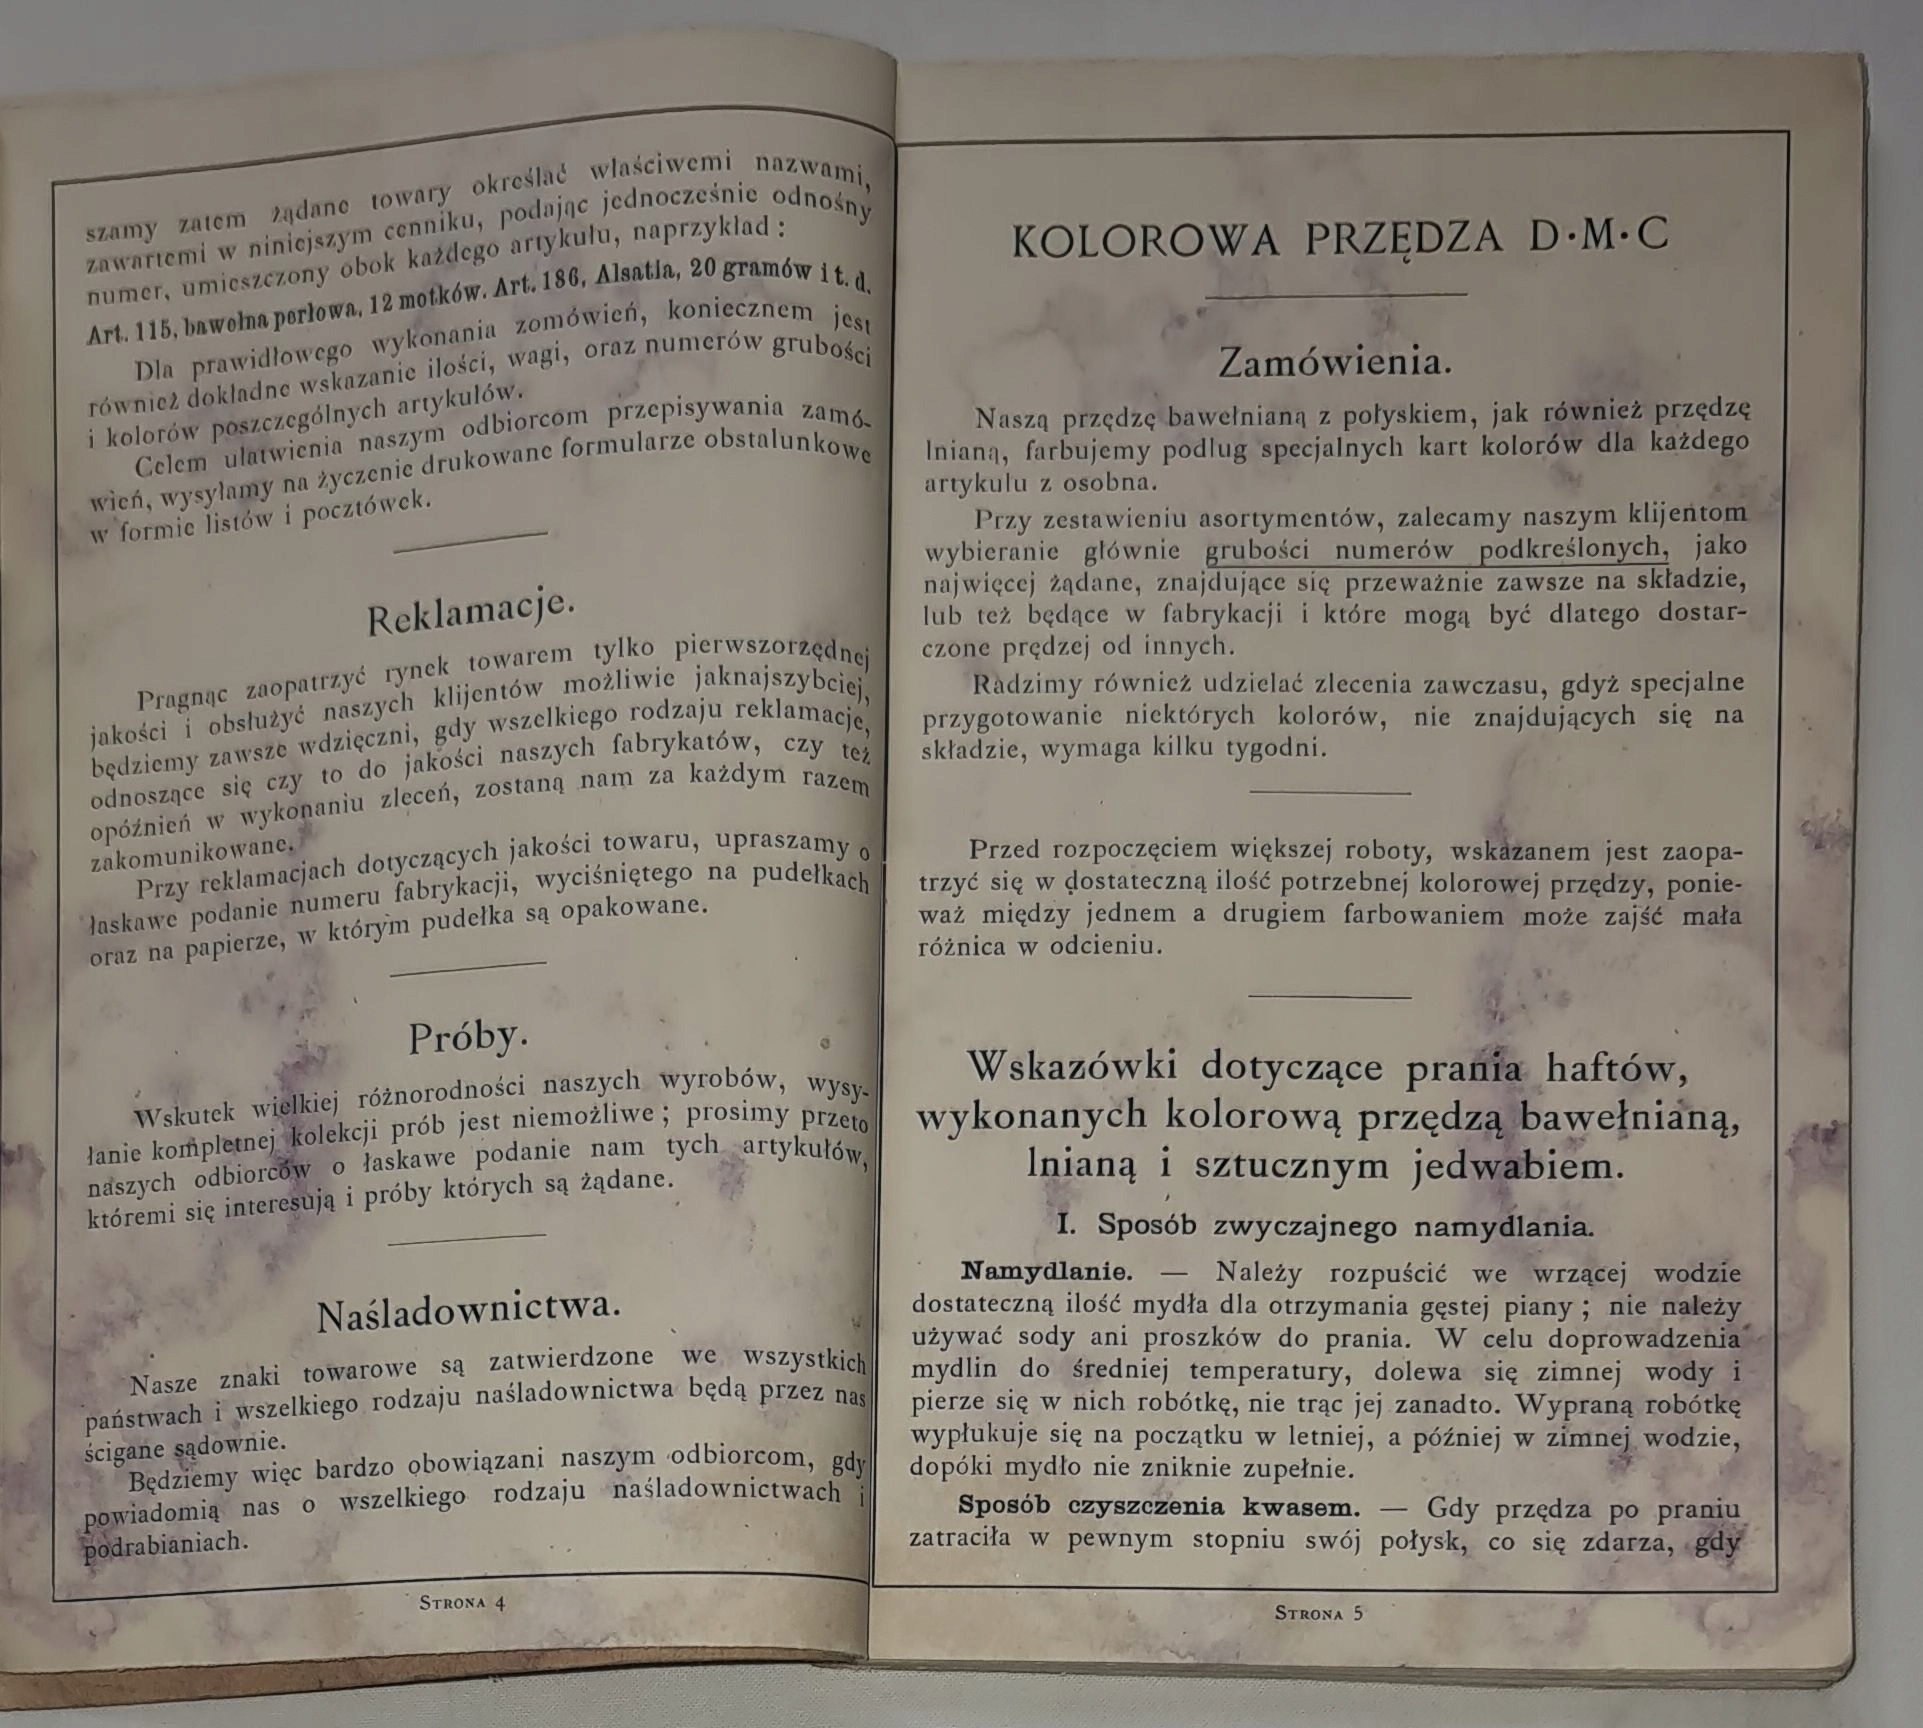 szamy zatem żądane towary określać właściwemi nazwami,
zawartemi w niniejszym cenniku, podając jednocześnie odnośny
numer, umieszczony obok każdego artykułu, naprzykład :
Art. 115, bawełna perłowa, 12 motków. Art. 186, Alsatia, 20 gramów i t. d.
Dla prawidłowego wykonania zomówień, koniecznem jest
również dokładne wskazanie ilości, wagi, oraz numerów grubości
i kolorów poszczególnych artykułów.
Celem ułatwienia naszym odbiorcom przepisywania zamó-
wień, wysyłamy na życzenie drukowane formularze obstalunkowe
w formie listów i pocztówek.
Reklamacje.
Pragnąc zaopatrzyć rynek towarem tylko pierwszorzędnej
jakości i obsłużyć naszych klijentów możliwie jaknajszybciej,
będziemy zawsze wdzięczni, gdy wszelkiego rodzaju reklamacje,
odnoszące się czy to do jakości naszych fabrykatów, czy też
opóźnień w wykonaniu zleceń, zostaną nam za każdym razem
zakomunikowane.
Przy reklamacjach dotyczących jakości towaru, upraszamy o
łaskawe podanie numeru fabrykacji, wyciśniętego na pudełkach
oraz na papierze, w którym pudełka są opakowane.
Próby.
Wskutek wielkiej różnorodności naszych wyrobów, wysy-
łanie kompletnej kolekcji prób jest niemożliwe ; prosimy przeto
naszych odbiorców o łaskawe podanie nam tych artykułów,
któremi się interesują i próby których są żądane.
Naśladownictwa.
Nasze znaki towarowe są zatwierdzone we wszystkich
państwach i wszelkiego rodzaju naśladownictwa będą przez nas
ścigane sądownie.
Będziemy więc bardzo obowiązani naszym odbiorcom, gdy
powiadomią nas o wszelkiego rodzaju naśladownictwach i
podrabianiach.
STRONA 4
KOLOROWA PRZĘDZA D·M·C
Zamówienia.
Naszą przędzę bawełnianą z połyskiem, jak również przędzę
lnianą, farbujemy podlug specjalnych kart kolorów dla każdego
artykulu z osobna.
Przy zestawieniu asortymentów, zalecamy naszym klijentom
wybieranie głównie grubości numerów podkreślonych, jako
najwięcej żądane, znajdujące się przeważnie zawsze na składzie,
lub też będące w fabrykacji i które mogą być dlatego dostar-
czone prędzej od innych.
Radzimy również udzielać zlecenia zawczasu, gdyż specjalne
przygotowanie niektórych kolorów, nie znajdujących się na
składzie, wymaga kilku tygodni.
Przed rozpoczęciem większej roboty, wskazanem jest zaopa-
trzyć się w dostateczną ilość potrzebnej kolorowej przędzy, ponie-
waż między jednem a drugiem farbowaniem może zajść mała
różnica w odcieniu.
Wskazówki dotyczące prania haftów,
wykonanych kolorową przędzą bawełnianą,
lnianą i sztucznym jedwabiem.
I. Sposób zwyczajnego namydlania.
Namydlanie. — Należy rozpuścić we wrzącej wodzie
dostateczną ilość mydła dla otrzymania gęstej piany ; nie należy
używać sody ani proszków do prania. W celu doprowadzenia
mydlin do średniej temperatury, dolewa się zimnej wody i
pierze się w nich robótkę, nie trąc jej zanadto. Wypraną robótkę
wypłukuje się na początku w letniej, a później w zimnej wodzie,
dopóki mydło nie zniknie zupełnie.
Sposób czyszczenia kwasem. — Gdy przędza po praniu
zatraciła w pewnym stopniu swój połysk, co się zdarza, gdy
STRONA 5